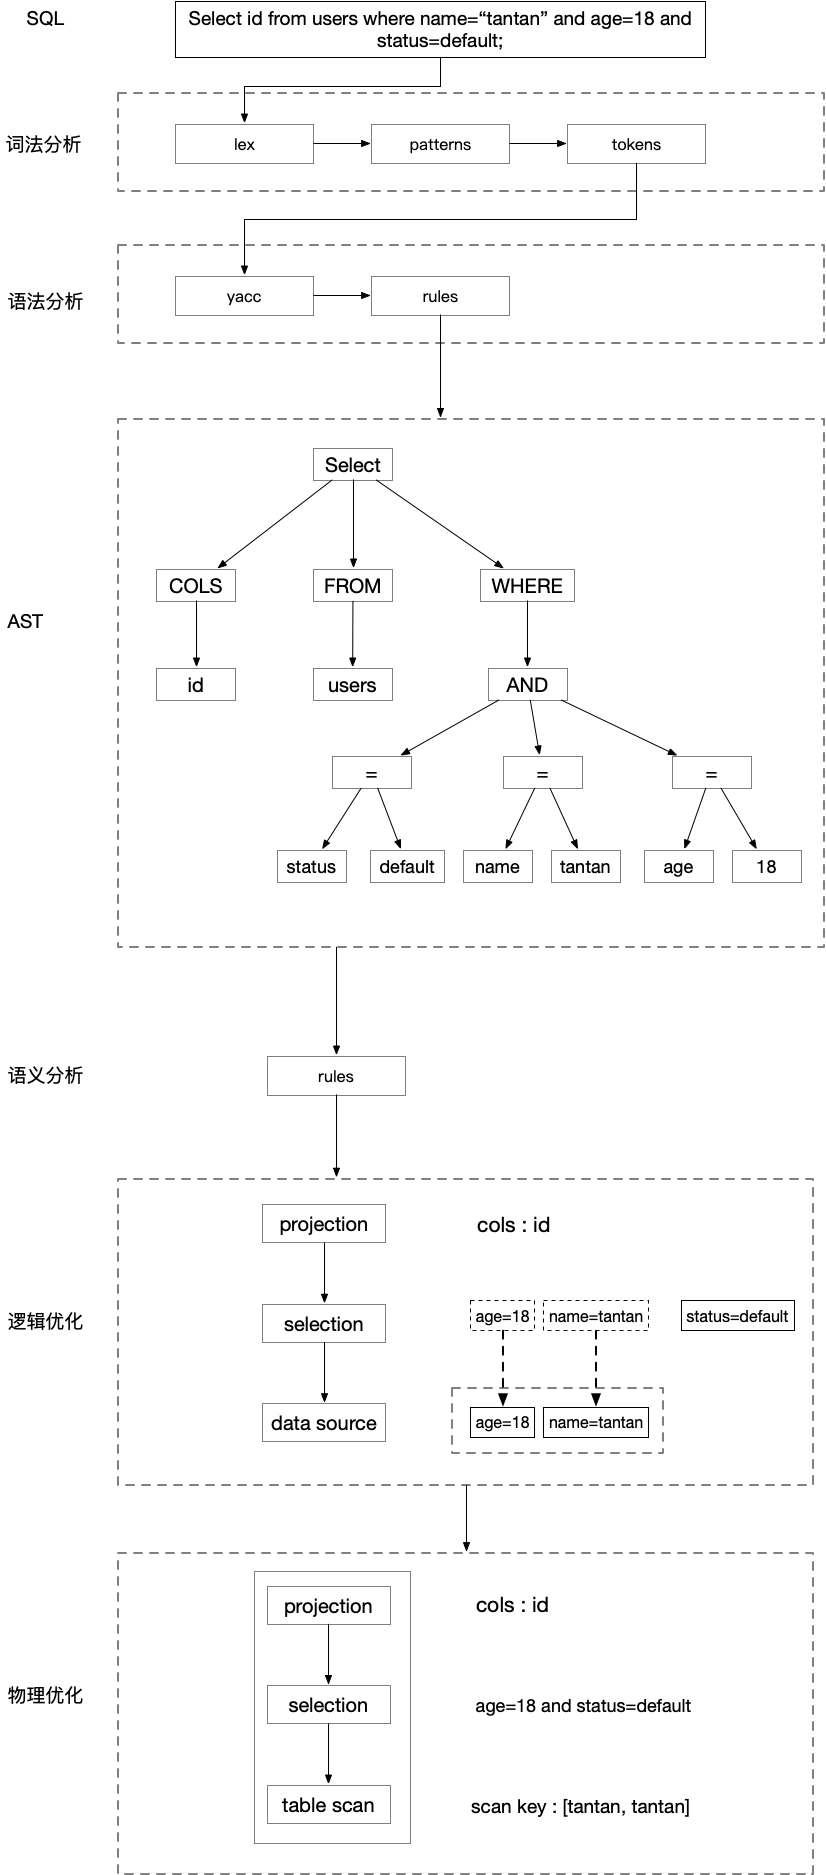 SQL
Select id from users where name=“tantan” and age=18 and
status=default;
词法分析
lex
patterns
tokens
语法分析
yacc
rules
Select
COLS
FROM
WHERE
AST
id
users
AND
=
=
=
status
default
name
tantan
age
18
语义分析
rules
projection
cols : id
逻辑优化
selection
age=18
name=tantan
status=default
data source
age=18
name=tantan
projection
cols : id
物理优化
selection
age=18 and status=default
table scan
scan key : [tantan, tantan]